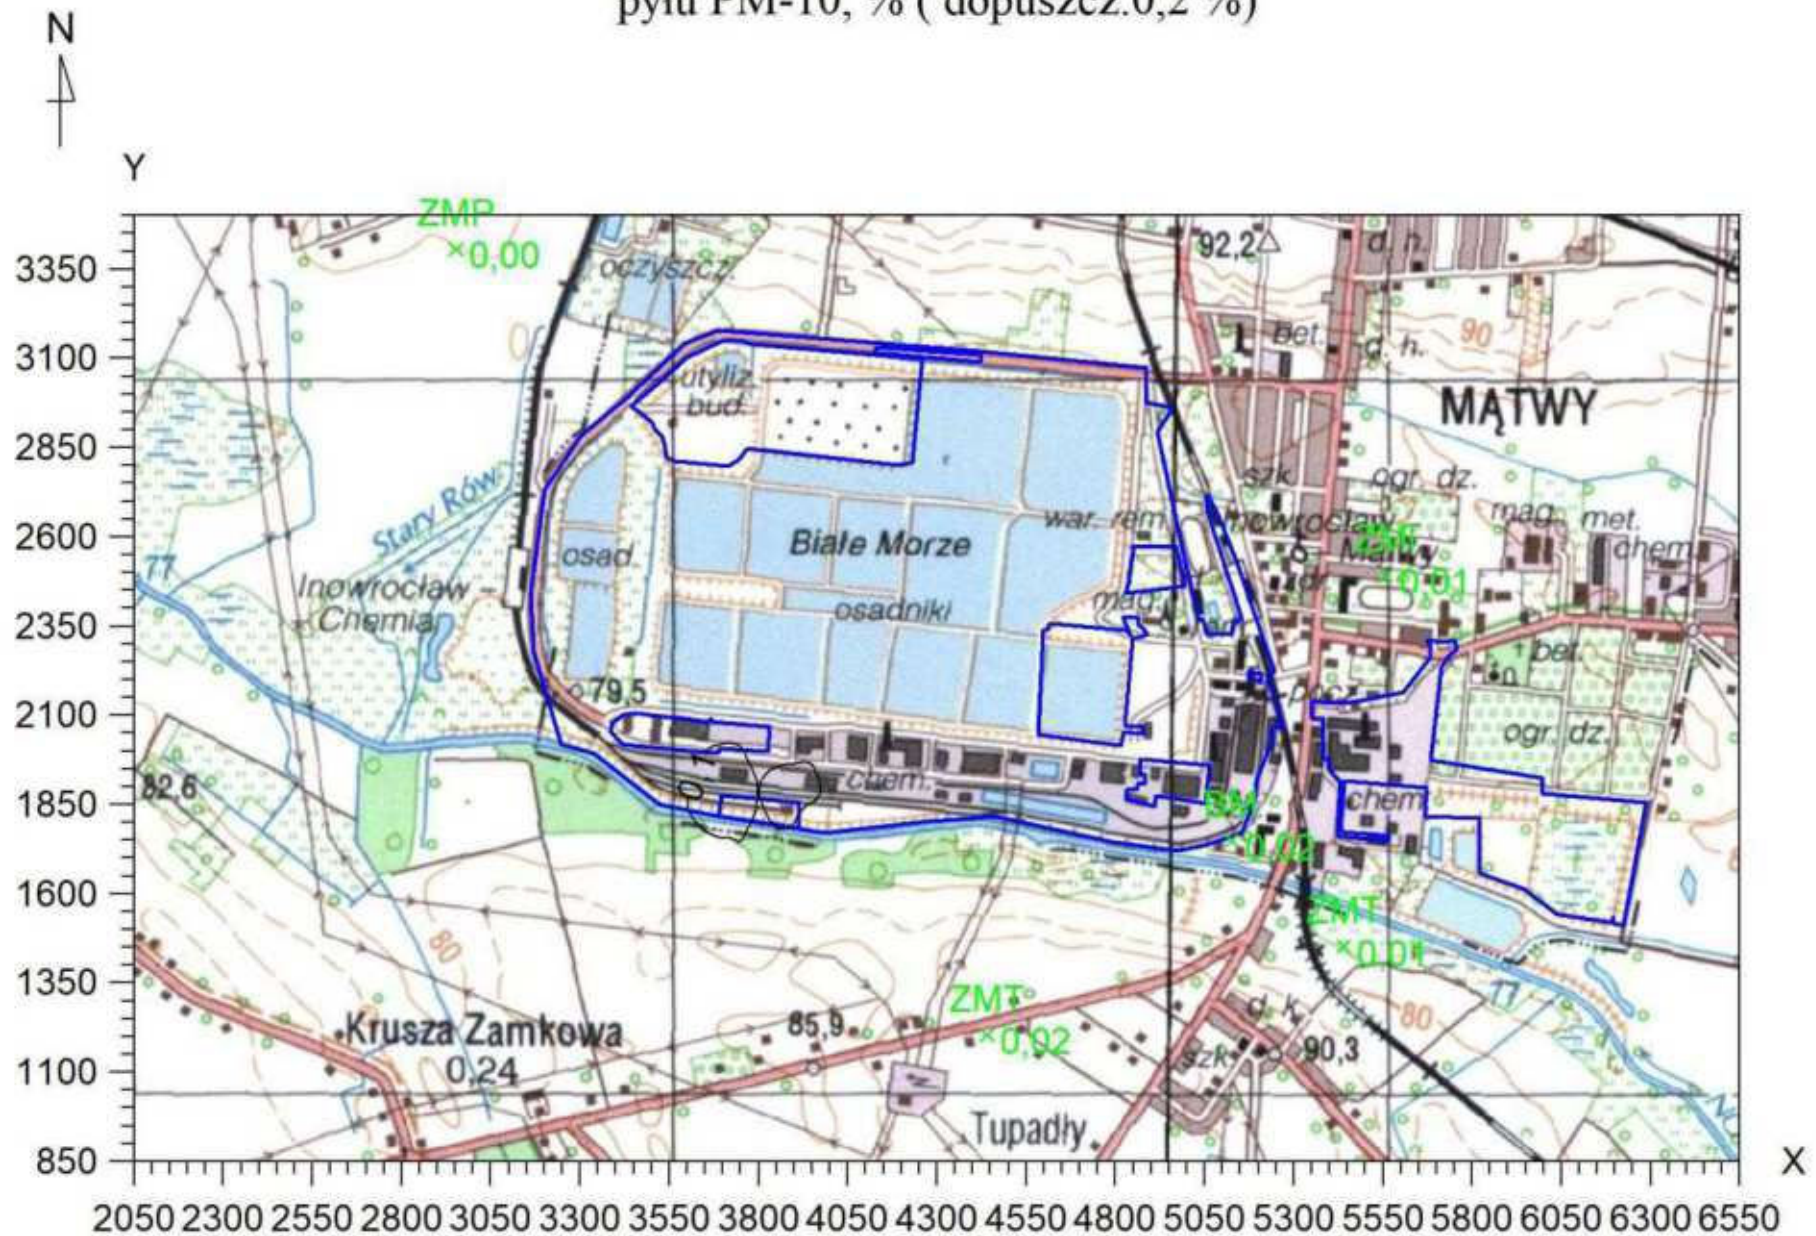 pyłu PM-10, % ( dopuszcz.0,2 %)
N
Y
ZMP
×0,00
oczyszcz.
92,2
d. h.
3350
bet.
d. h.
90
3100
utyliz.
bud.
MĄTWY
2850
szk.
ogr. dz.
Stary Rów
war. rem.
Inowrocław
Mątwy
mag.
met.
chem.
2600
Białe Morze
osad.
77
Inowrocław
Chemia
osadniki
mag.
×0,01
2350
bet.
79,5
pocz.
2100
ogr. dz.
0,1
chem.
82,6
1850
chem.
×0,02
1600
ZMT
×0,01
80
1350
ZMT
77
Krusza Zamkowa
85,9
×0,02
d. k.
80
0,24
szk.
90,3
1100
Tupadły
850
X
2050 2300 2550 2800 3050 3300 3550 3800 4050 4300 4550 4800 5050 5300 5550 5800 6050 6300 6550